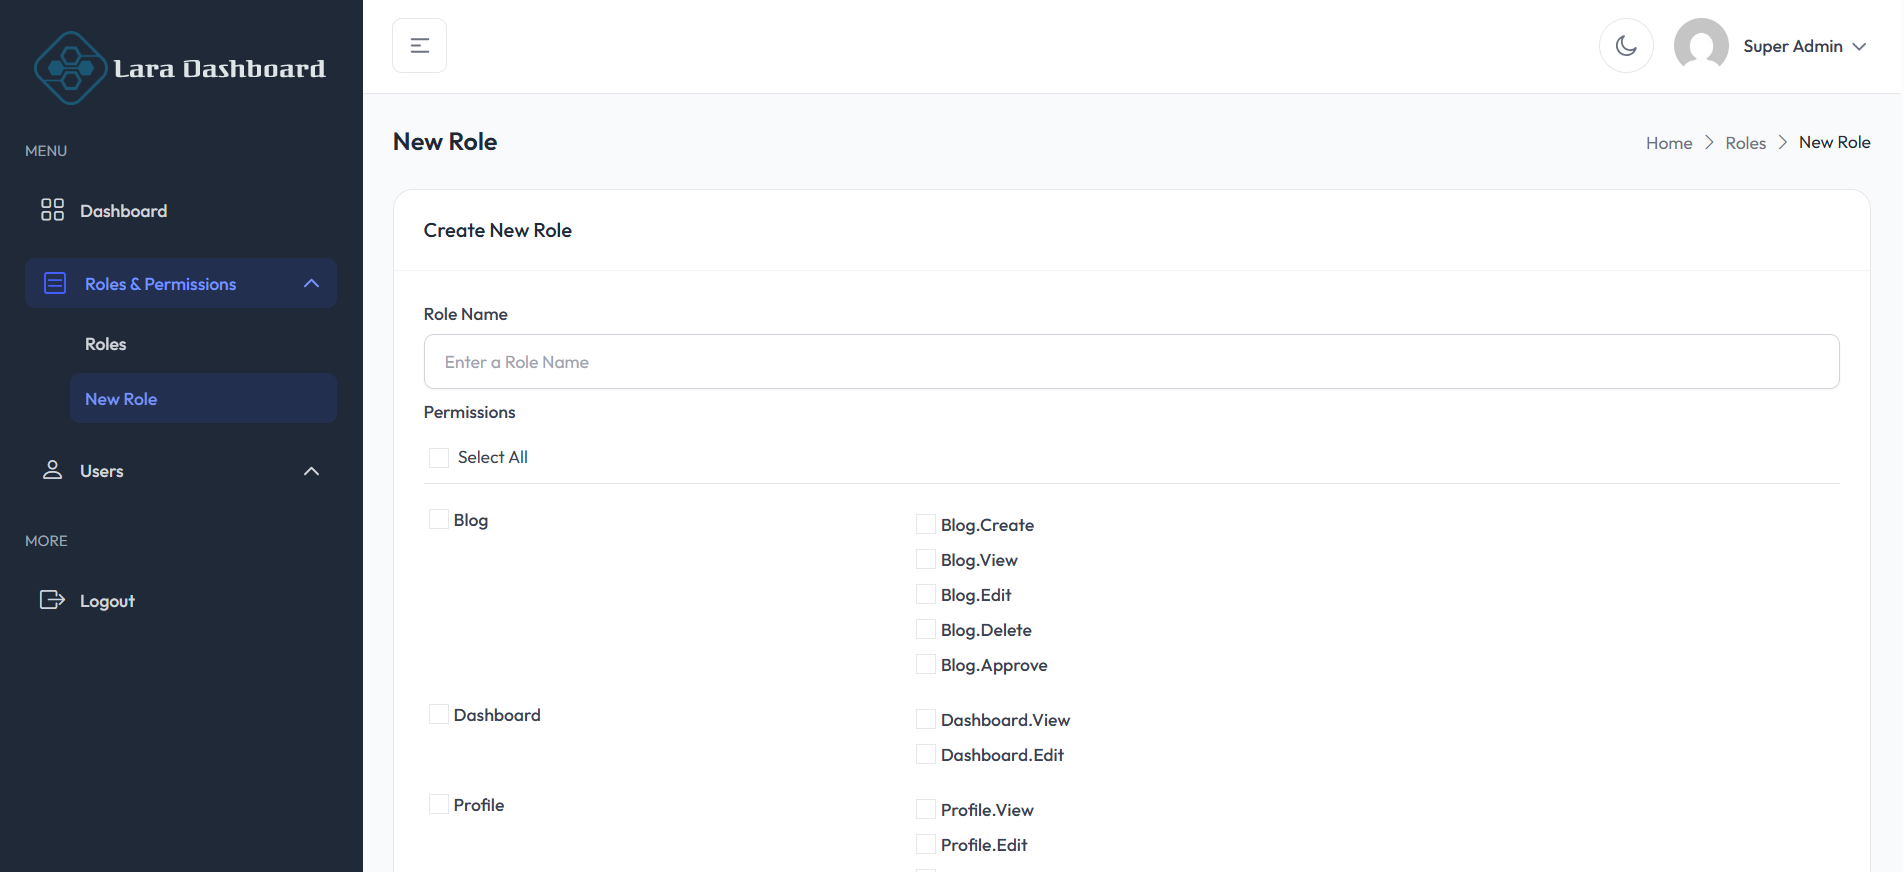 Lara Dashboard
MENU
Dashboard
Roles & Permissions
Roles
New Role
Users
MORE
Logout
Super Admin
New Role
Home > Roles > New Role
Create New Role
Role Name
Enter a Role Name
Permissions
Select All
Blog
Blog.Create
Blog.View
Blog.Edit
Blog.Delete
Blog.Approve
Dashboard
Dashboard.View
Dashboard.Edit
Profile
Profile.View
Profile.Edit